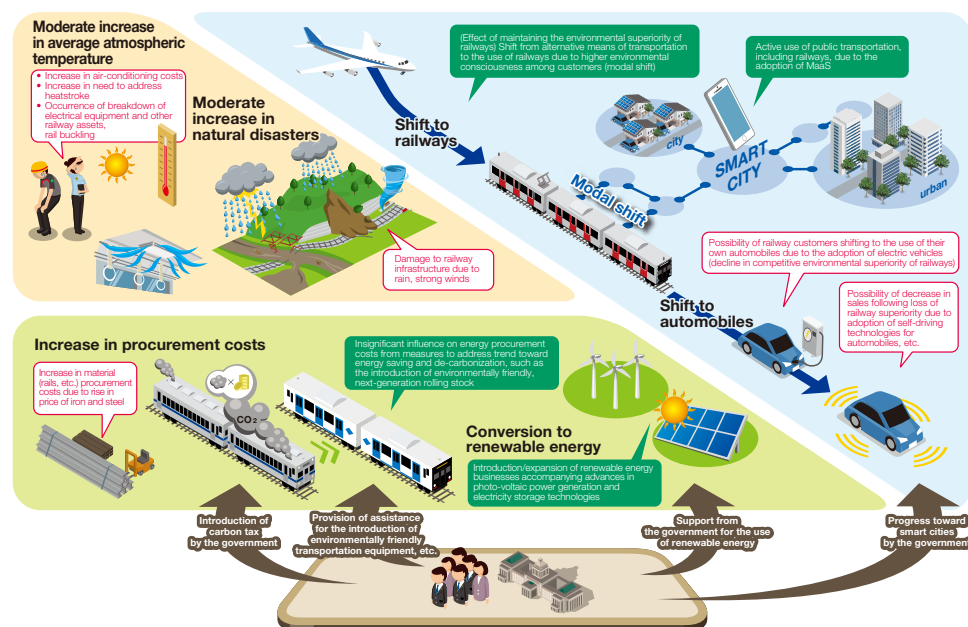 Moderate increase
in average atmospheric
temperature
• Increase in air-conditioning costs
• Increase in need to address
heatstroke
• Occurrence of breakdown of
electrical equipment and other
railway assets,
rail buckling
Moderate
increase in
natural disasters
Damage to railway
infrastructure due to
rain, strong winds
(Effect of maintaining the environmental superiority of
railways) Shift from alternative means of transportation
to the use of railways due to higher environmental
consciousness among customers (modal shift)
Active use of public transportation,
including railways, due to the
adoption of MaaS
Shift to
railways
city
SMART
CITY
urban
Modal shift
Possibility of railway customers shifting to the use of their
own automobiles due to the adoption of electric vehicles
(decline in competitive environmental superiority of railways)
Shift to
automobiles
Possibility of decrease in
sales following loss of
railway superiority due to
adoption of self-driving
technologies for
automobiles, etc.
Increase in procurement costs
Increase in material
(rails, etc.) procurement
costs due to rise in
price of iron and steel
CO2
Insignificant influence on energy procurement
costs from measures to address trend toward
energy saving and de-carbonization, such as
the introduction of environmentally friendly,
next-generation rolling stock
Conversion to
renewable energy
Introduction/expansion of renewable energy
businesses accompanying advances in
photo-voltaic power generation and
electricity storage technologies
Introduction of
carbon tax
by the government
Provision of assistance
for the introduction of
environmentally friendly
transportation equipment, etc.
Support from
the government for the use
of renewable energy
Progress toward
smart cities
by the government